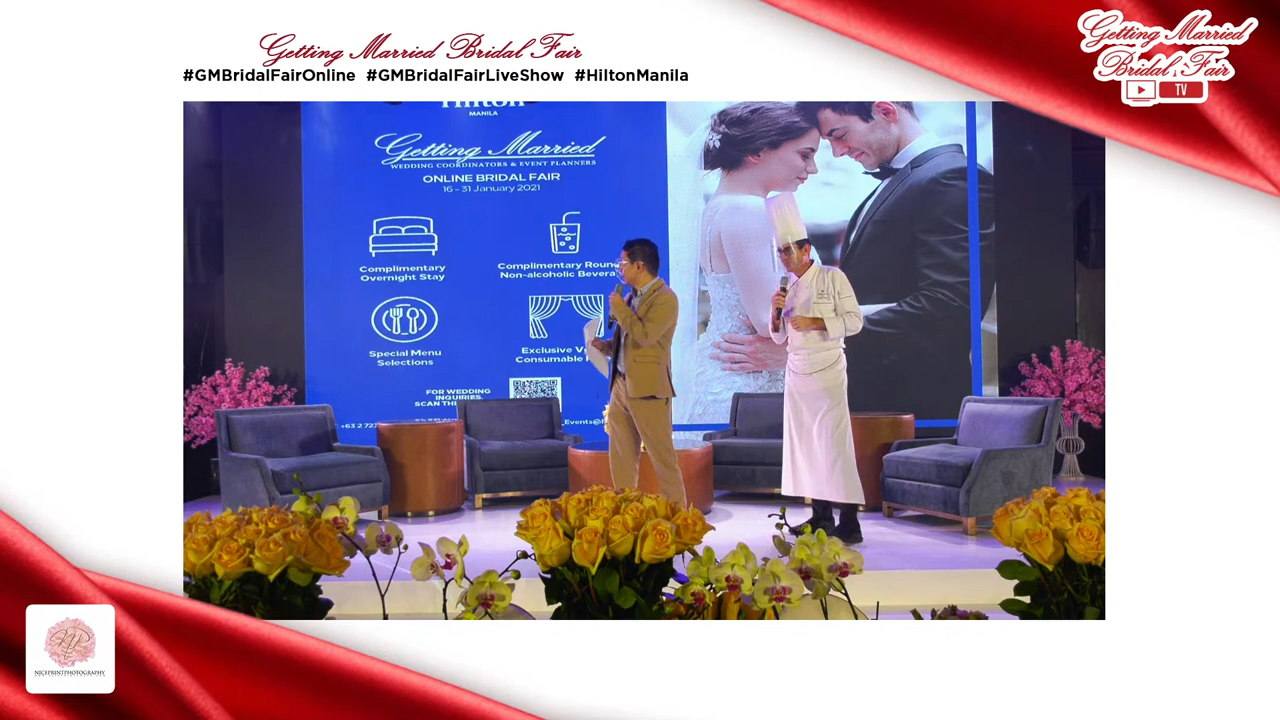 Getting Married Bridal Fair
#GMBridalFairOnline #GMBridalFairLiveShow #HiltonManila
Getting Married
Bridal Fair
TV
Hilton
MANILA
Getting Married
WEDDING COORDINATORS & EVENT PLANNERS
ONLINE BRIDAL FAIR
16 - 31 January 2021
Complimentary
Overnight Stay
Complimentary
Non-alcoholic
Special Menu
Selections
Exclusive
Consumable
FOR WEDDING
INQUIRIES,
SCAN
NICEPRINTPHOTOGRAPHY